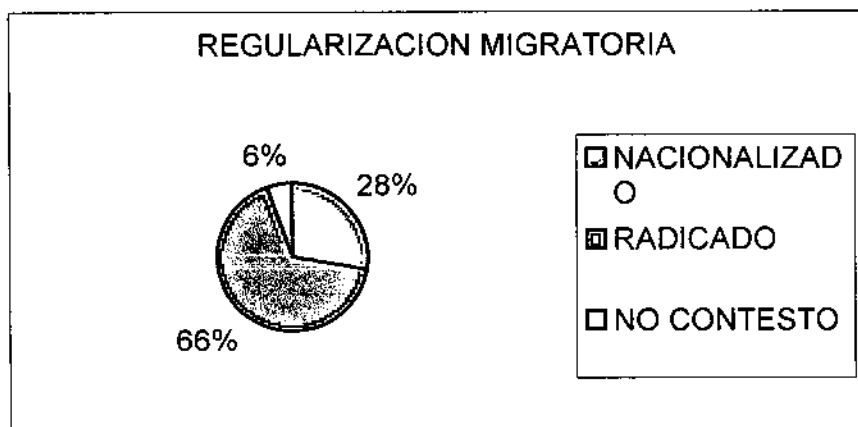 REGULARIZACION MIGRATORIA
6%
28%
66%
NACIONALIZAD
O
RADICADO
NO CONTESTO